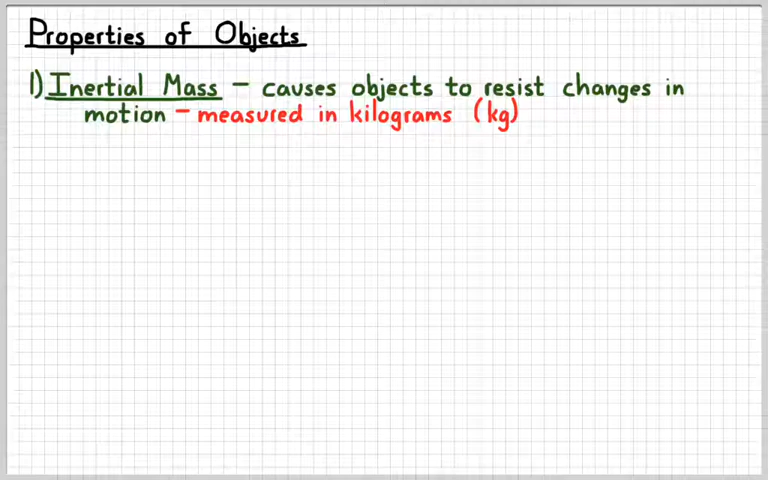 Properties of Objects
1) Inertial Mass – causes objects to resist changes in
motion – measured in kilograms (kg)